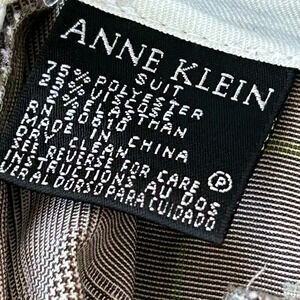 ANNE KLEIN
SUIT
75% POLYESTER
23% VISCOSE
2% ELASTHAN
RN
MADE IN CHINA
DRY CLEAN
P
SEE REVERSE FOR CARE
INSTRUCTIONS AU DOS
VER AL DORSO PARA CUIDADO